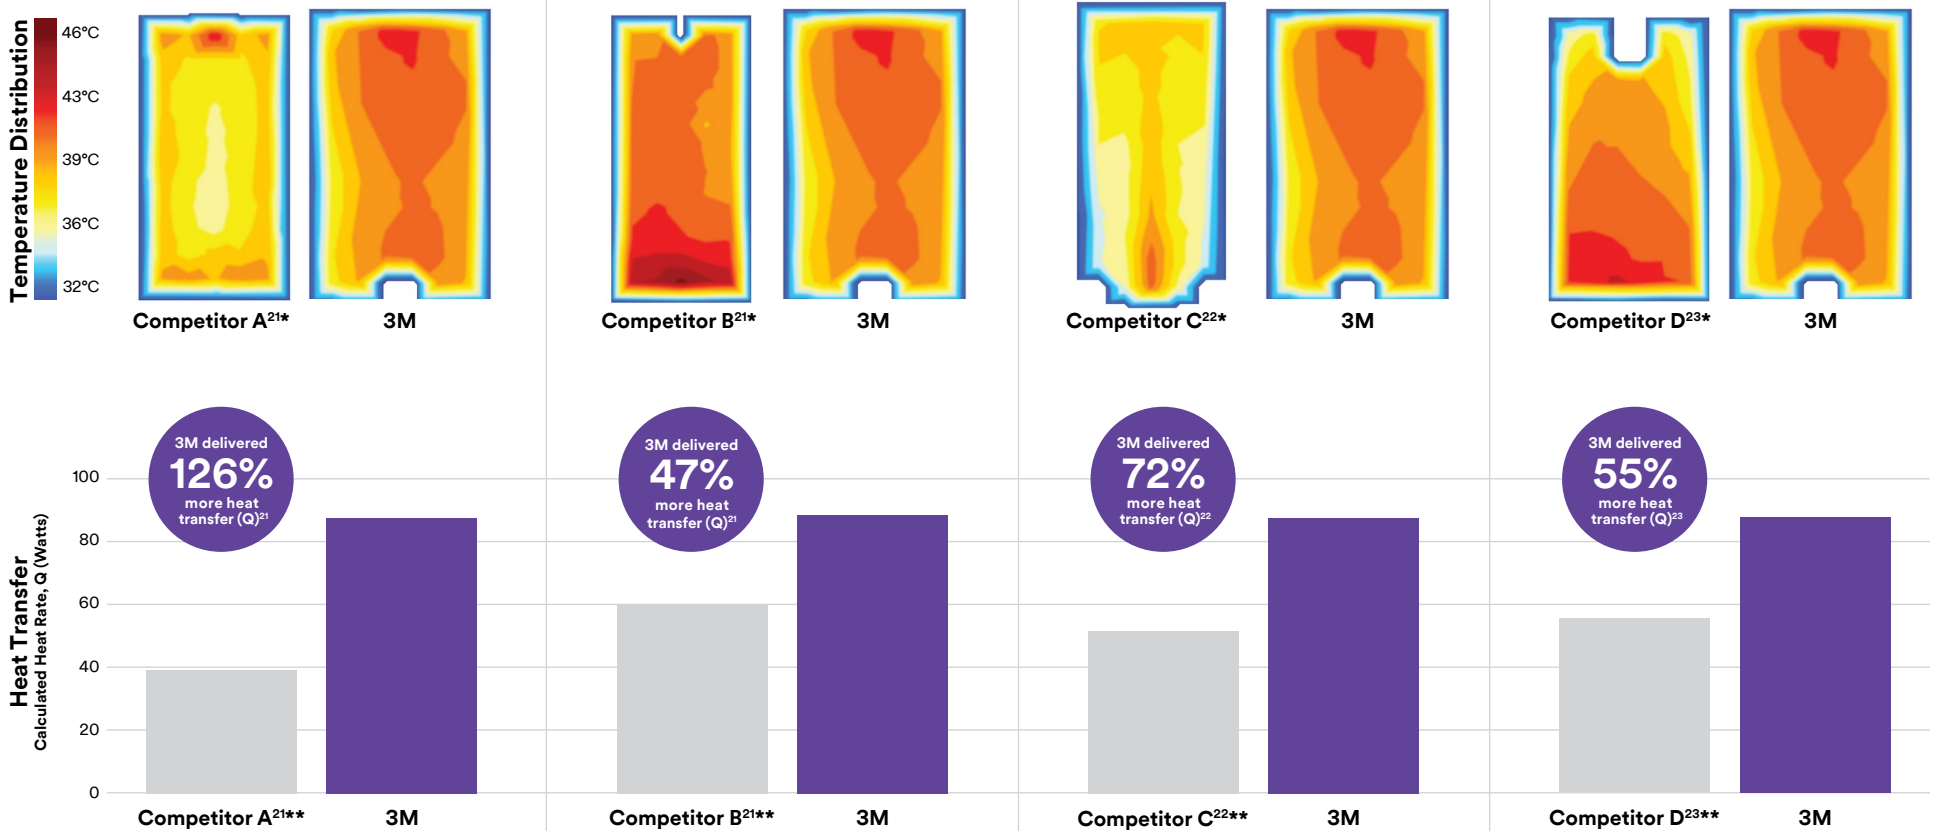 Temperature Distribution
46°C
43°C
39°C
36°C
32°C
Competitor A21*
3M
Competitor B21*
3M
Competitor C22*
3M
Competitor D23*
3M
3M delivered
126%
more heat
transfer (Q)21
3M delivered
47%
more heat
transfer (Q)21
3M delivered
72%
more heat
transfer (Q)22
3M delivered
55%
more heat
transfer (Q)23
Heat Transfer
Calculated Heat Rate, Q (Watts)
100
80
60
40
20
0
Competitor A21**
3M
Competitor B21**
3M
Competitor C22**
3M
Competitor D23**
3M